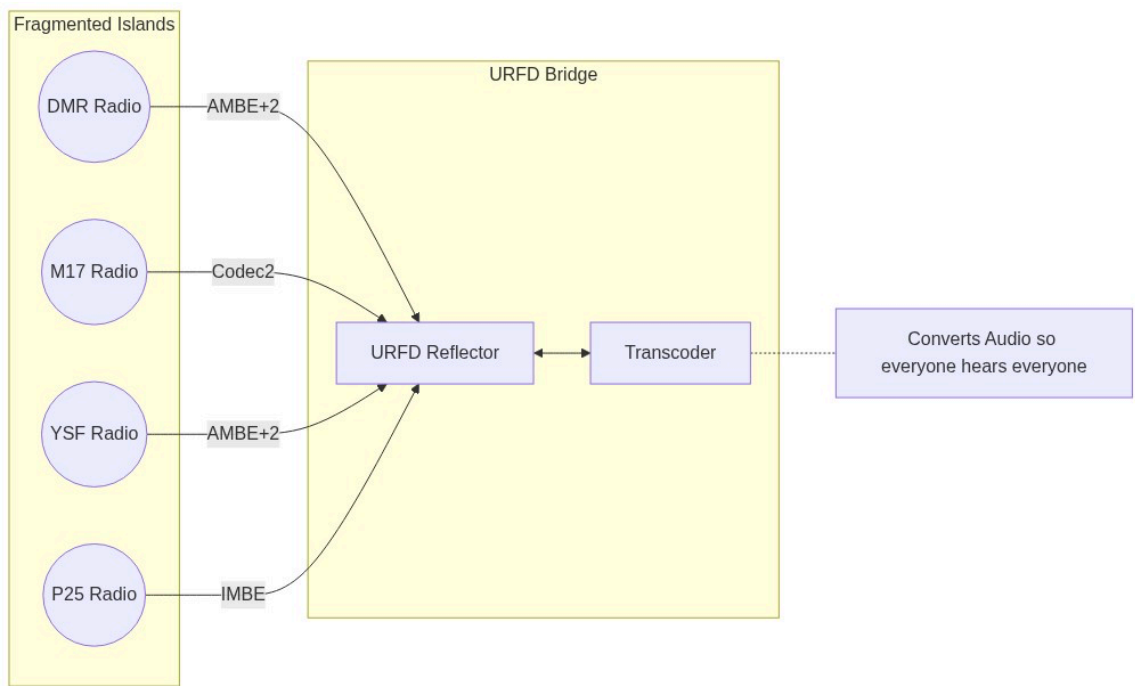 Fragmented Islands
URFD Bridge
DMR Radio
AMBE+2
M17 Radio
Codec2
URFD Reflector
Transcoder
Converts Audio so
everyone hears everyone
YSF Radio
AMBE+2
P25 Radio
IMBE